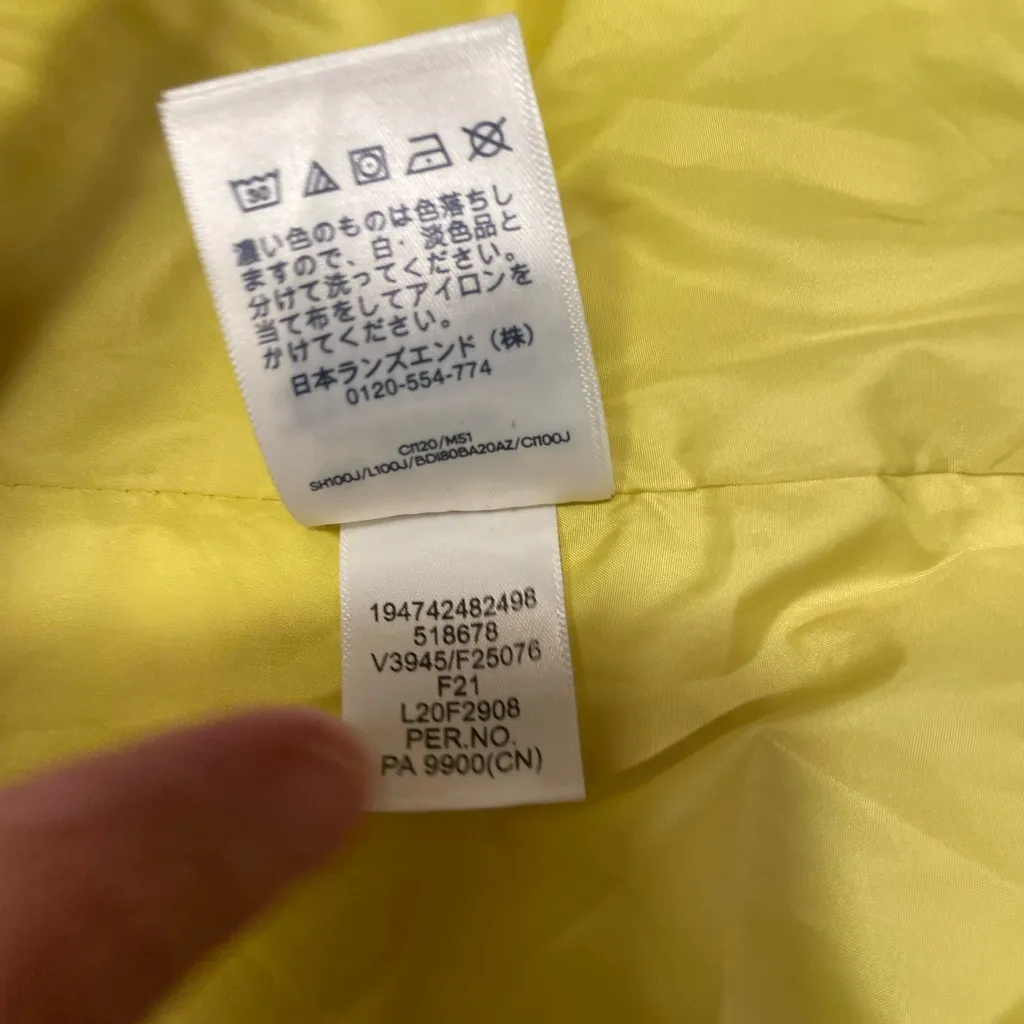 30
濃い色のものは色落ちし
ますので、白・淡色品と
分けて洗ってください。
当て布をしてアイロンを
かけてください。
日本ランズエンド（株）
0120-554-774
CI120/M51
SH100J/L100J/BD180BA20AZ/CI100J
194742482498
518678
V3945/F25076
F21
L20F2908
PER.NO.
PA 9900(CN)